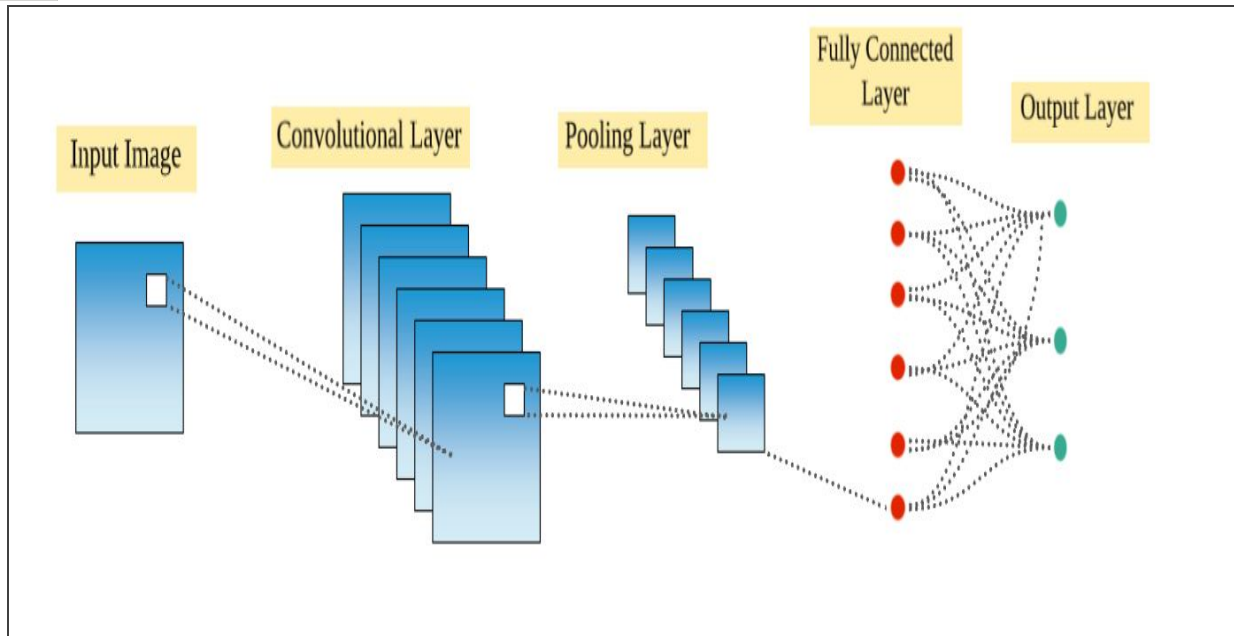 Input Image
Convolutional Layer
Pooling Layer
Fully Connected
Layer
Output Layer